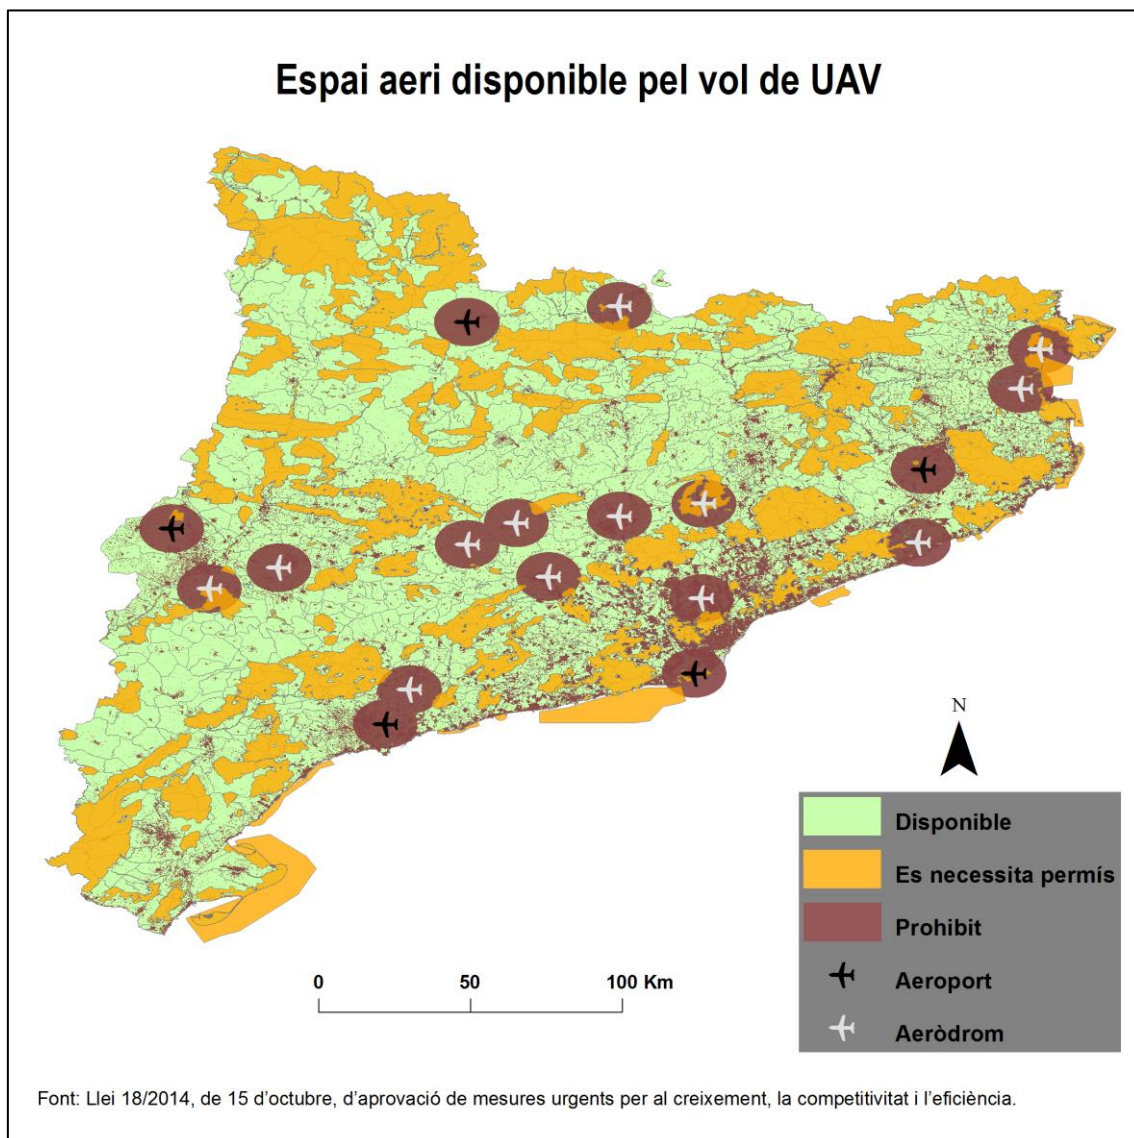 Espai aeri disponible pel vol de UAV
N
Disponible
Es necessita permís
Prohibit
Aeroport
Aeròdrom
0 50 100 Km
Font: Llei 18/2014, de 15 d'octubre, d'aprovació de mesures urgents per al creixement, la competitivitat i l'eficiència.